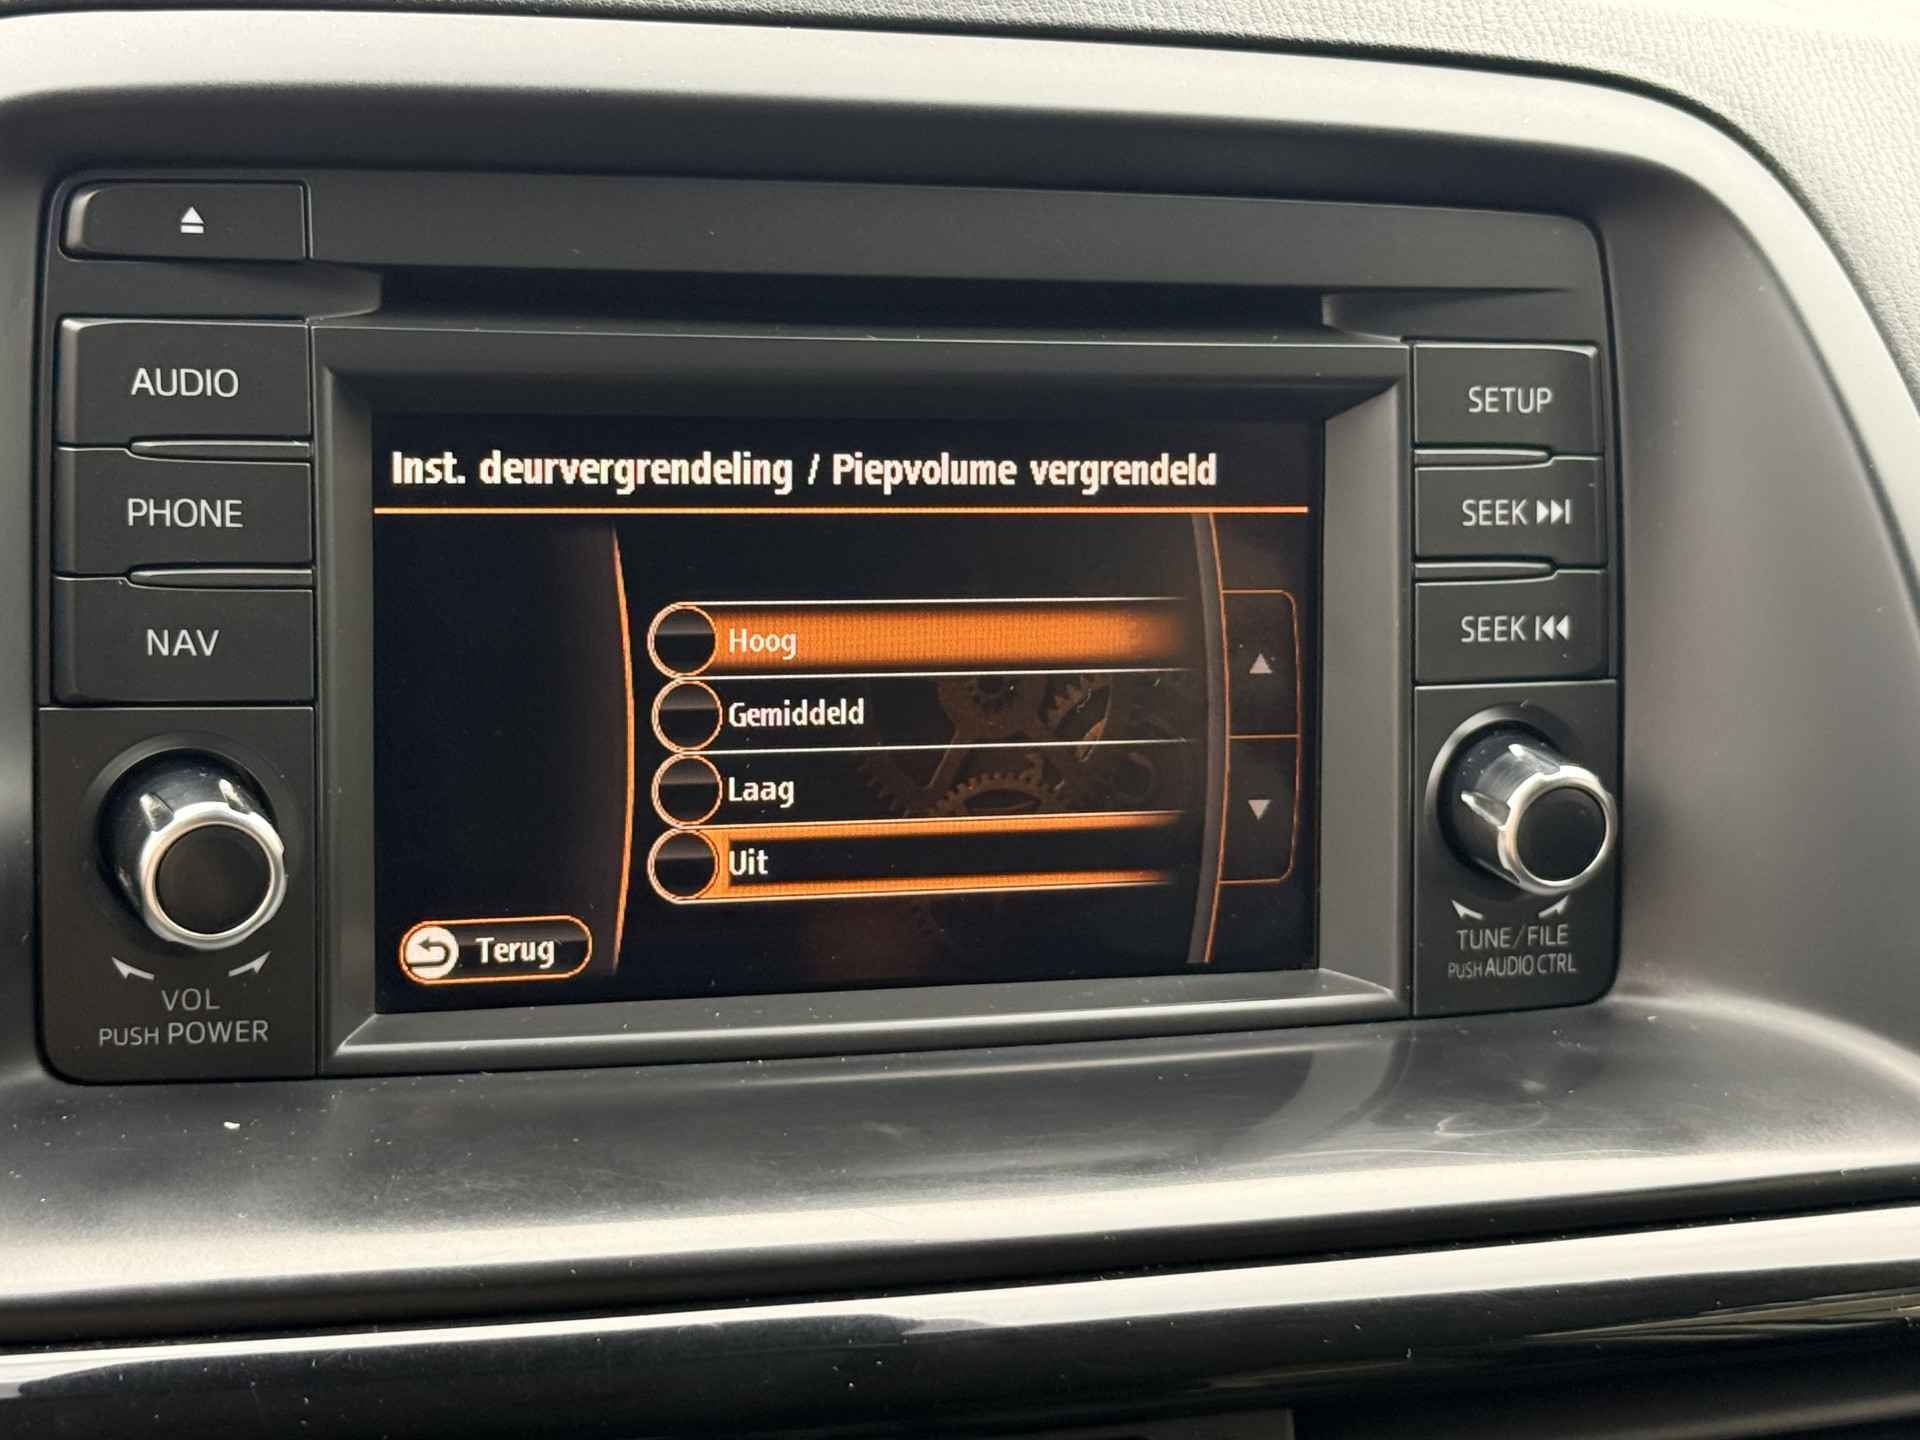 AUDIO
PHONE
NAV
VOL
PUSH POWER
Inst. deurvergrendeling / Piepvolume vergrendeld
Hoog
Gemiddeld
Laag
Uit
Terug
SETUP
SEEK
SEEK
TUNE/FILE
PUSH AUDIO CTRL